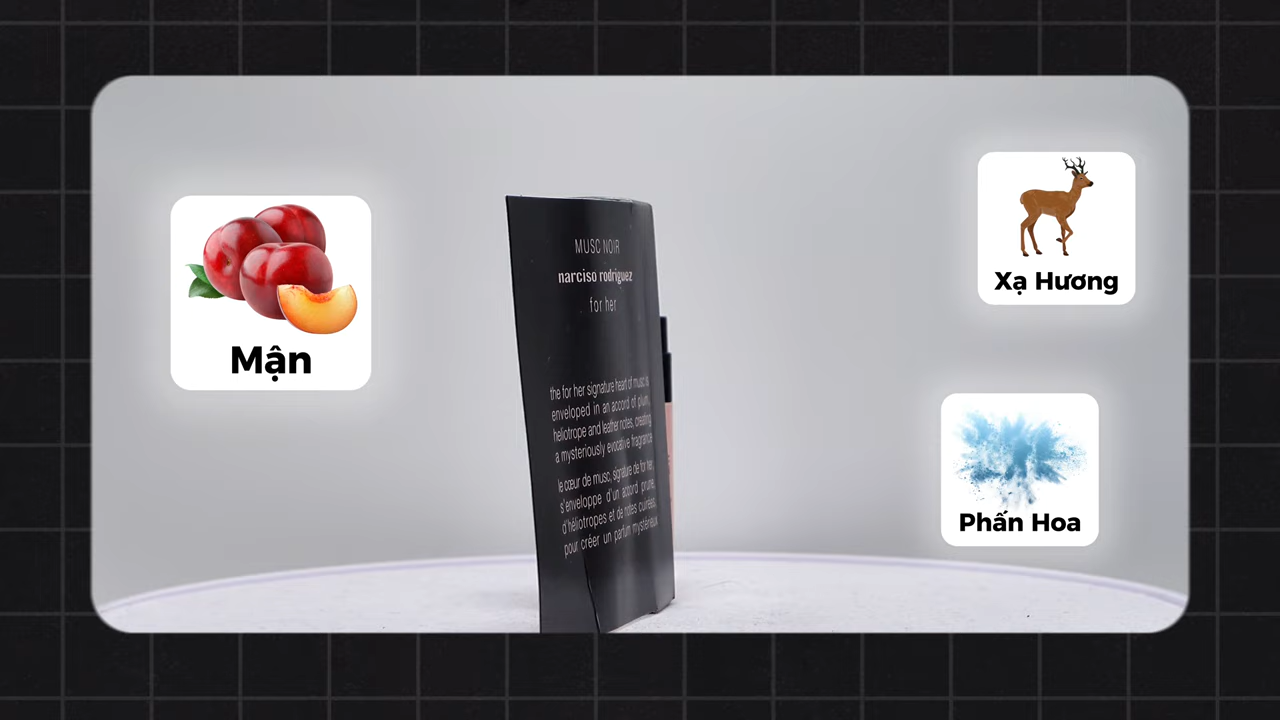 Mận
MUSC NOIR
narciso rodriguez
for her
the for her signature heart of musc is
enveloped in an accord of plum,
heliotrope and leather notes, creating
a mysteriously evocative fragrance
le cœur de musc, signature de for her,
s'enveloppe d'un accord prune,
d'héliotropes et de notes cuirées,
pour créer un parfum mystérieux
Xạ Hương
Phấn Hoa